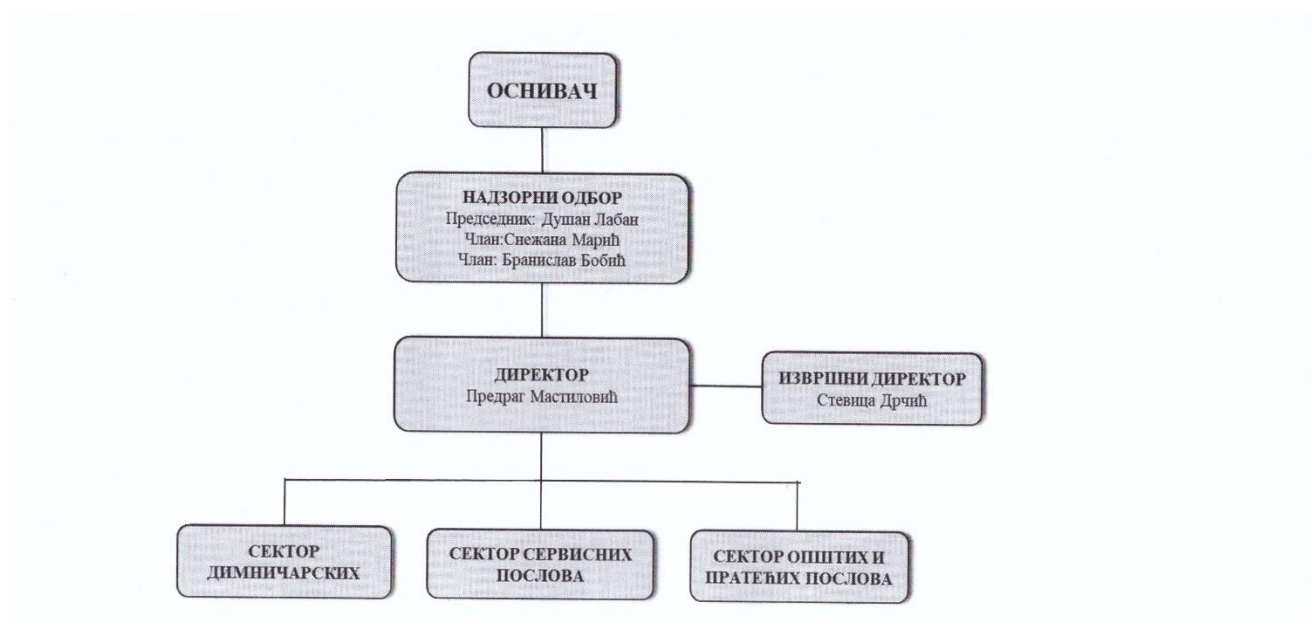 ОСНИВАЧ
НАДЗОРНИ ОДБОР
Председник: Душан Лабан
Члан:Снежана Марић
Члан: Бранислав Бобић
ДИРЕКТОР
Предраг Мастиловић
ИЗВРШНИ ДИРЕКТОР
Стевица Дрчић
СЕКТОР
ДИМНИЧАРСКИХ
СЕКТОР СЕРВИСНИХ
ПОСЛОВА
СЕКТОР ОПШТИХ И
ПРАТЕЋИХ ПОСЛОВА